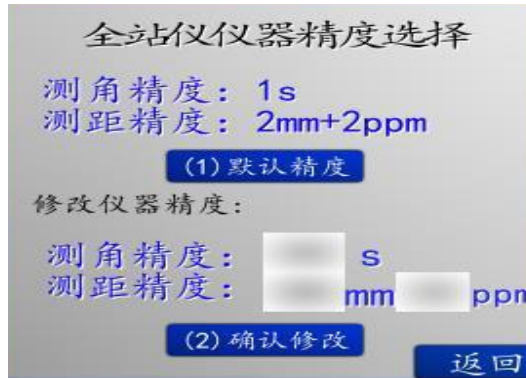 全站仪仪器精度选择
测角精度：1s
测距精度：2mm+2ppm
(1)默认精度
修改仪器精度：
测角精度： s
测距精度： mm ppm
(2)确认修改
返回